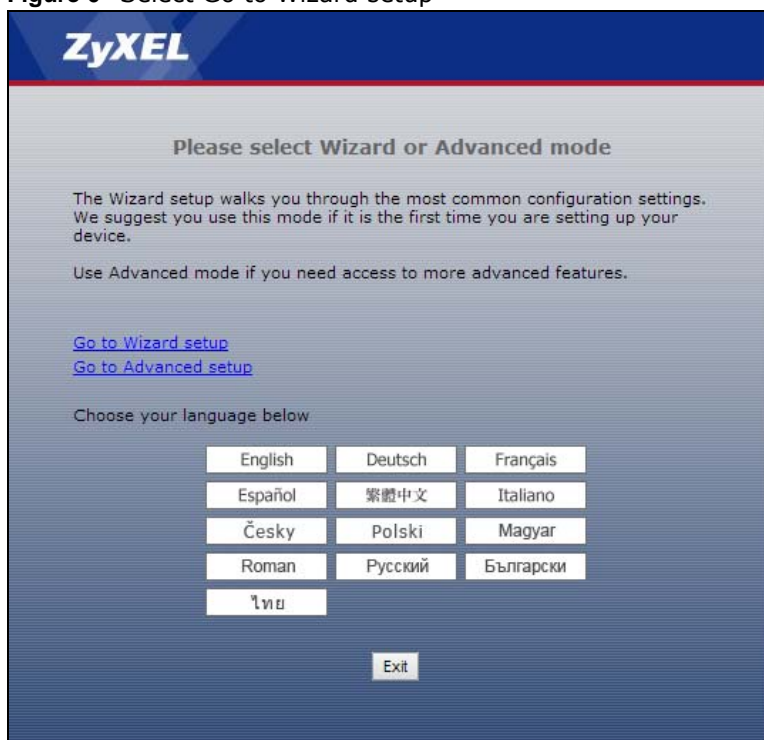 Select Go to Wizard Setup
ZyXEL
Please select Wizard or Advanced mode
The Wizard setup walks you through the most common configuration settings.
We suggest you use this mode if it is the first time you are setting up your
device.
Use Advanced mode if you need access to more advanced features.
Go to Wizard setup
Go to Advanced setup
Choose your language below
English Deutsch Français
Español 繁體中文 Italiano
Česky Polski Magyar
Roman Русский Български
ไทย
Exit